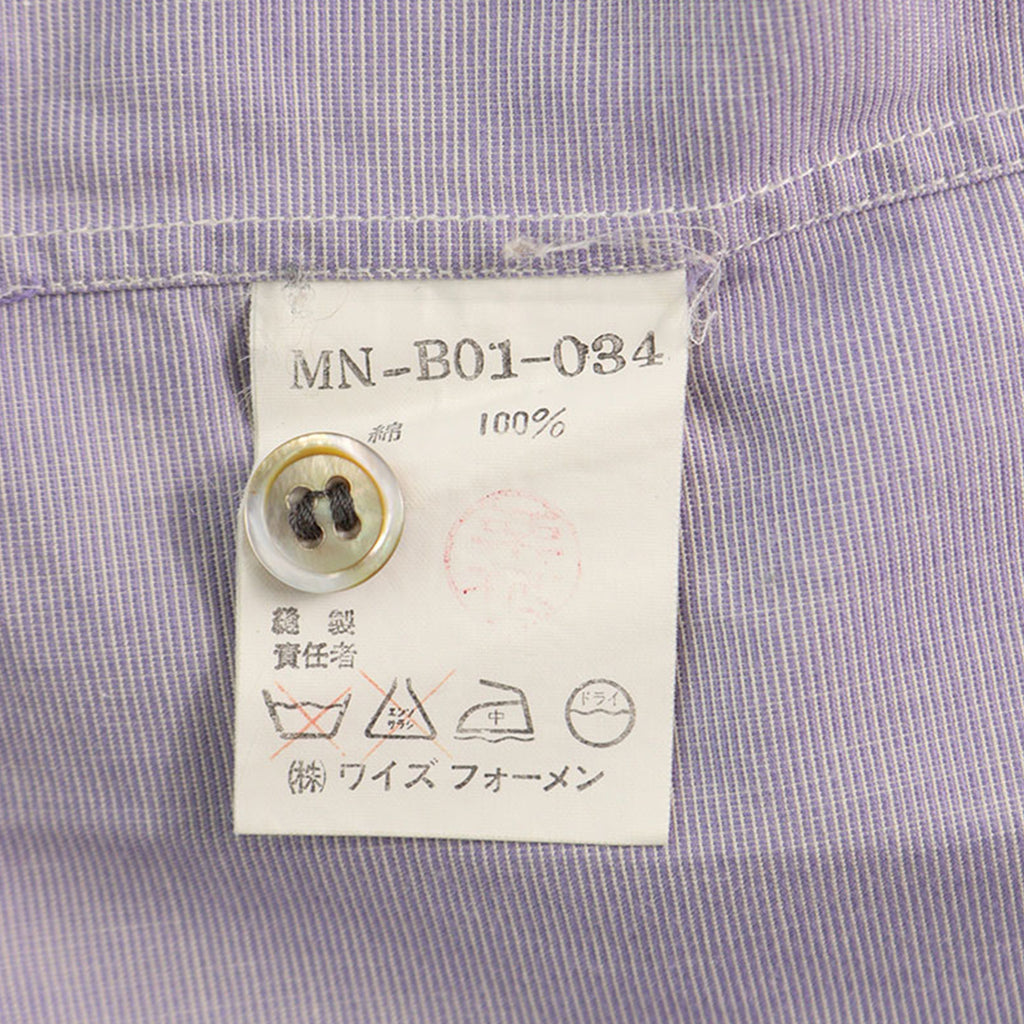 MN-B01-034
綿 100%
縫製
責任者
エンソ
サラシ
中
ドライ
㈱ワイズフォーメン